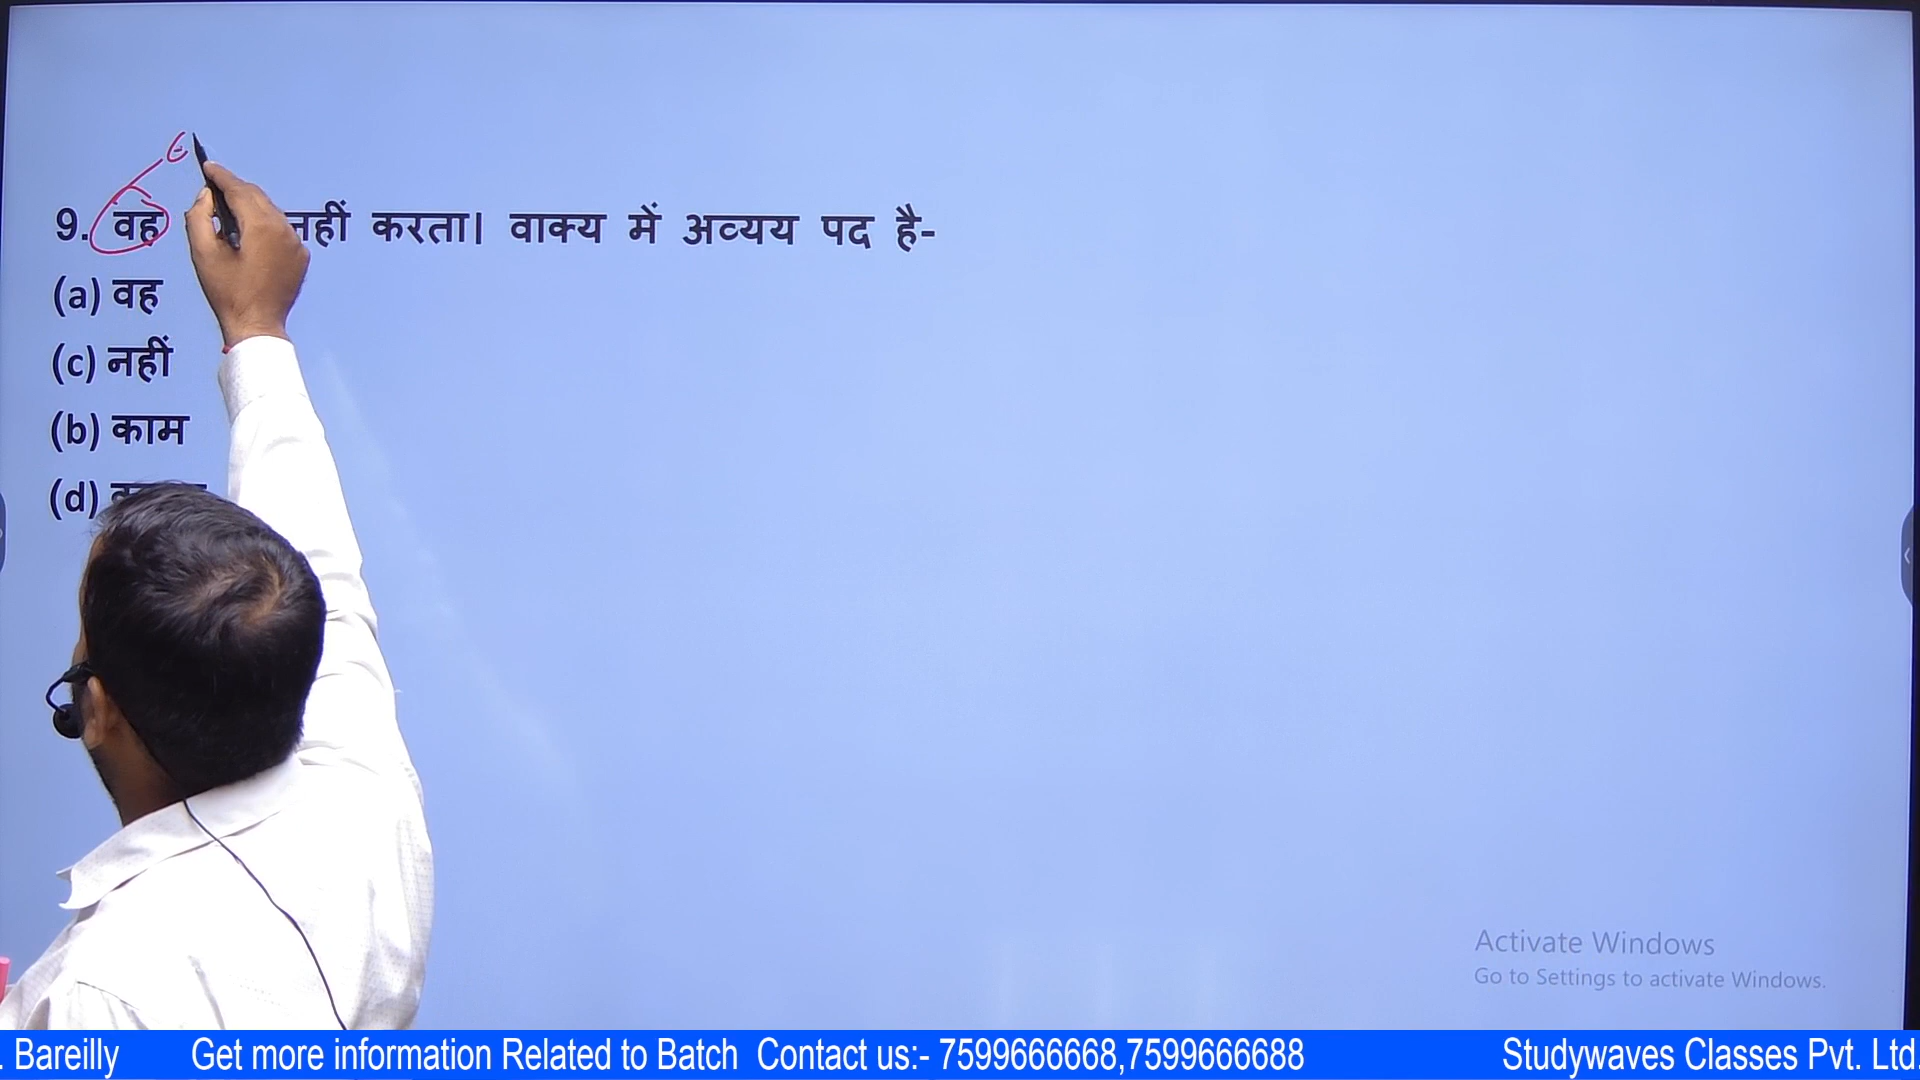 9. वह नहीं करता। वाक्य में अव्यय पद है-
(a) वह
(c) नहीं
(b) काम
(d)
Activate Windows
Go to Settings to activate Windows.
. Bareilly Get more information Related to Batch Contact us:- 7599666668,7599666688 Studywaves Classes Pvt. Ltd.